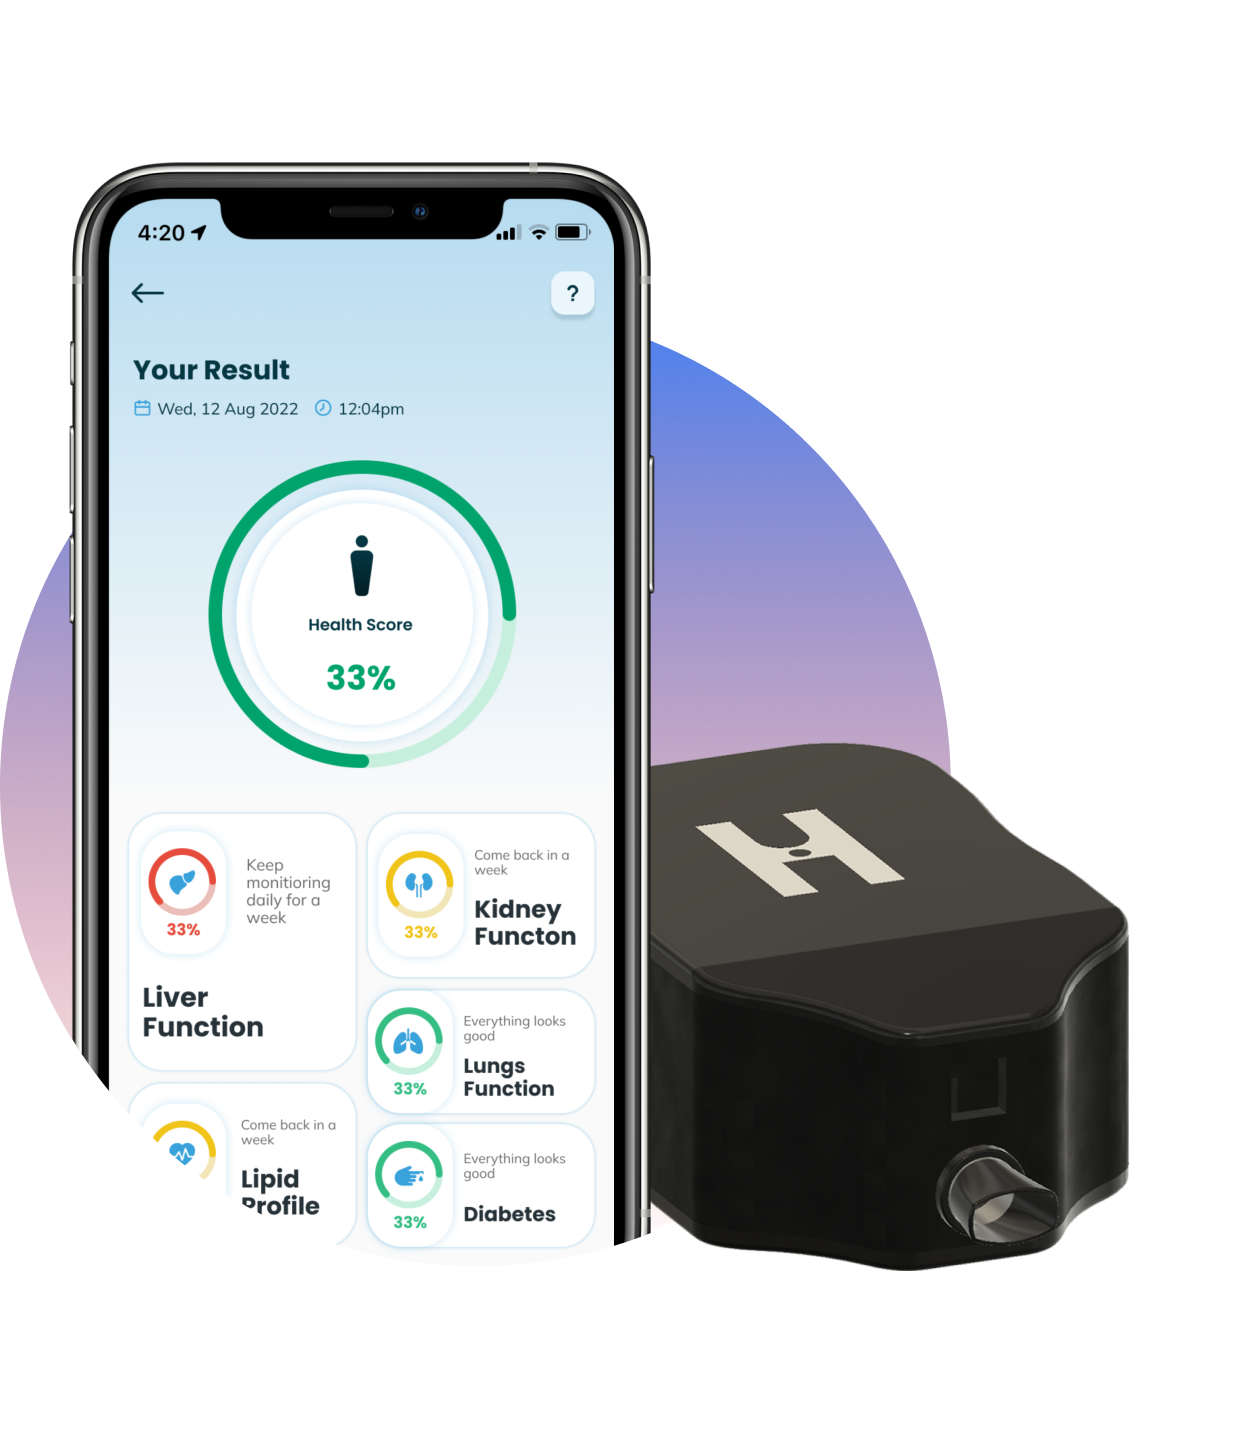 4:20
?
Your Result
Wed, 12 Aug 2022 12:04pm
Health Score
33%
Keep
monitioring
daily for a
week
33%
Liver
Function
Come back in a
week
33%
Kidney
Functon
Everything looks
good
33%
Lungs
Function
Come back in a
week
Lipid
Profile
Everything looks
good
33%
Diabetes
H